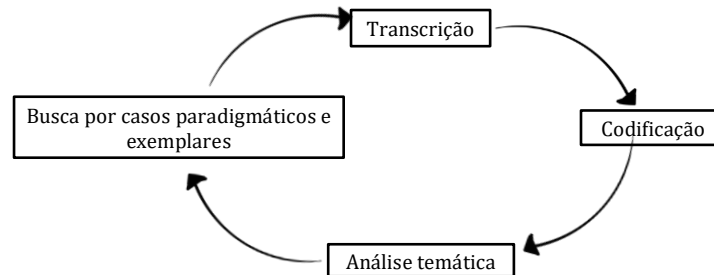 Transcrição
Busca por casos paradigmáticos e
exemplares
Codificação
Análise temática